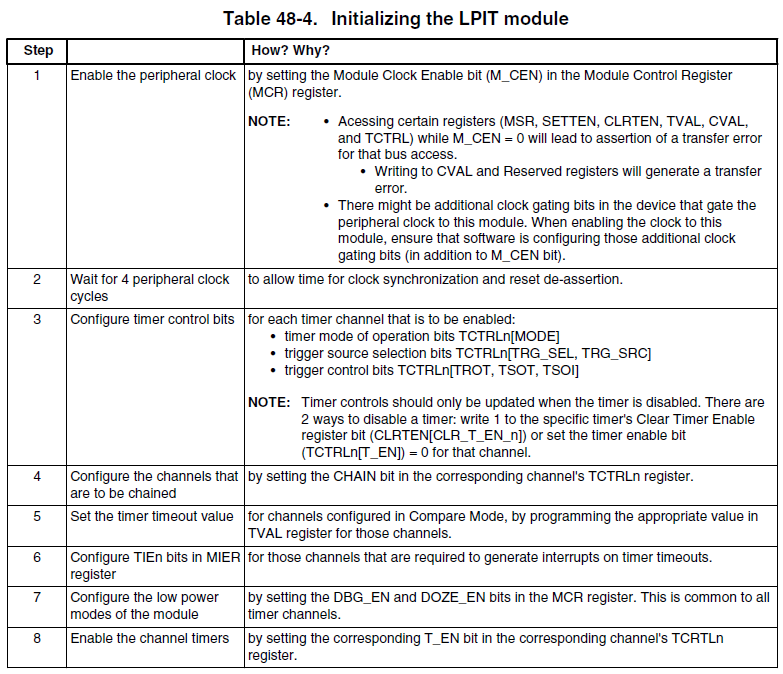 Table 48-4. Initializing the LPIT module
Step How? Why?
1 Enable the peripheral clock by setting the Module Clock Enable bit (M_CEN) in the Module Control Register
(MCR) register.
NOTE: • Acessing certain registers (MSR, SETTEN, CLRTEN, TVAL, CVAL,
and TCTRL) while M_CEN = 0 will lead to assertion of a transfer error
for that bus access.
• Writing to CVAL and Reserved registers will generate a transfer
error.
• There might be additional clock gating bits in the device that gate the
peripheral clock to this module. When enabling the clock to this
module, ensure that software is configuring those additional clock
gating bits (in addition to M_CEN bit).
2 Wait for 4 peripheral clock
cycles
to allow time for clock synchronization and reset de-assertion.
3 Configure timer control bits for each timer channel that is to be enabled:
• timer mode of operation bits TCTRLn[MODE]
• trigger source selection bits TCTRLn[TRG_SEL, TRG_SRC]
• trigger control bits TCTRLn[TROT, TSOT, TSOI]
NOTE: Timer controls should only be updated when the timer is disabled. There are
2 ways to disable a timer: write 1 to the specific timer's Clear Timer Enable
register bit (CLRTEN[CLR_T_EN_n]) or set the timer enable bit
(TCTRLn[T_EN]) = 0 for that channel.
4 Configure the channels that
are to be chained
by setting the CHAIN bit in the corresponding channel's TCTRLn register.
5 Set the timer timeout value for channels configured in Compare Mode, by programming the appropriate value in
TVAL register for those channels.
6 Configure TIEn bits in MIER
register
for those channels that are required to generate interrupts on timer timeouts.
7 Configure the low power
modes of the module
by setting the DBG_EN and DOZE_EN bits in the MCR register. This is common to all
timer channels.
8 Enable the channel timers by setting the corresponding T_EN bit in the corresponding channel's TCRTLn
register.